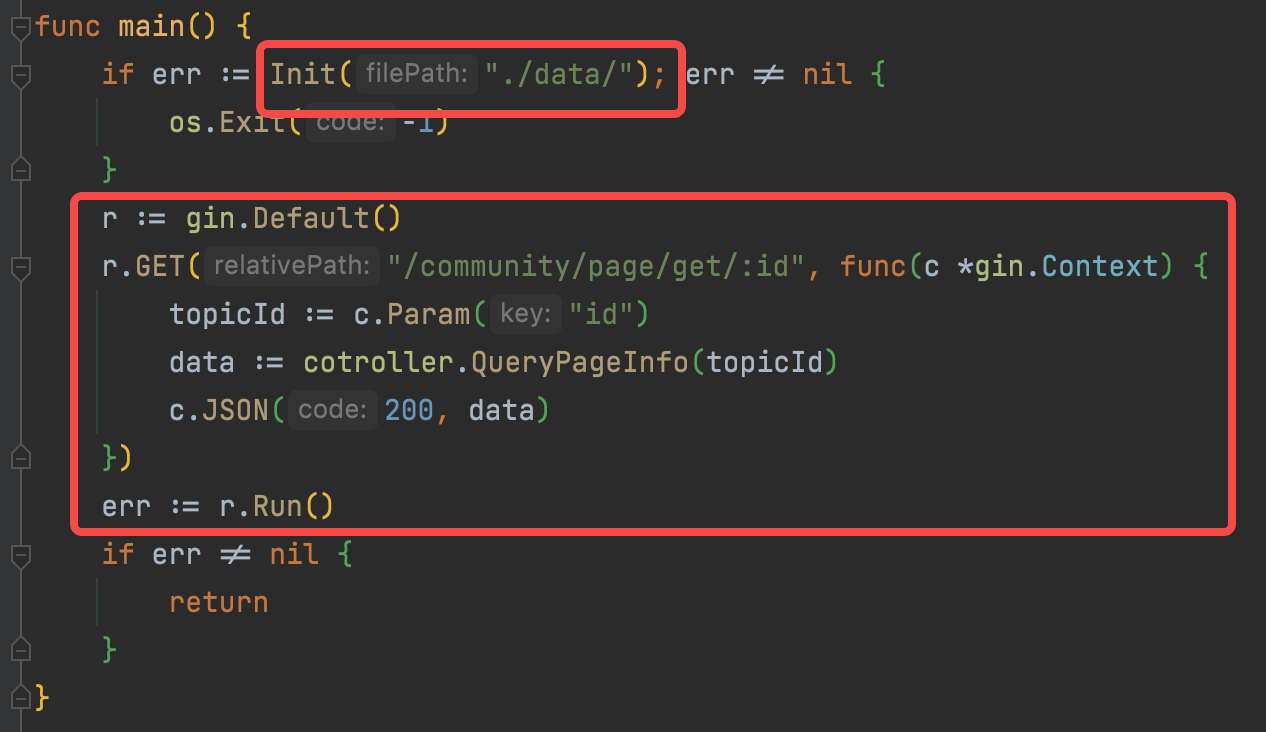 func main() {
    if err := Init( filePath: "./data/"); err ≠ nil {
        os.Exit( code: -1)
    }
    r := gin.Default()
    r.GET( relativePath: "/community/page/get/:id", func(c *gin.Context) {
        topicId := c.Param( key: "id")
        data := cotroller.QueryPageInfo(topicId)
        c.JSON( code: 200, data)
    })
    err := r.Run()
    if err ≠ nil {
        return
    }
}